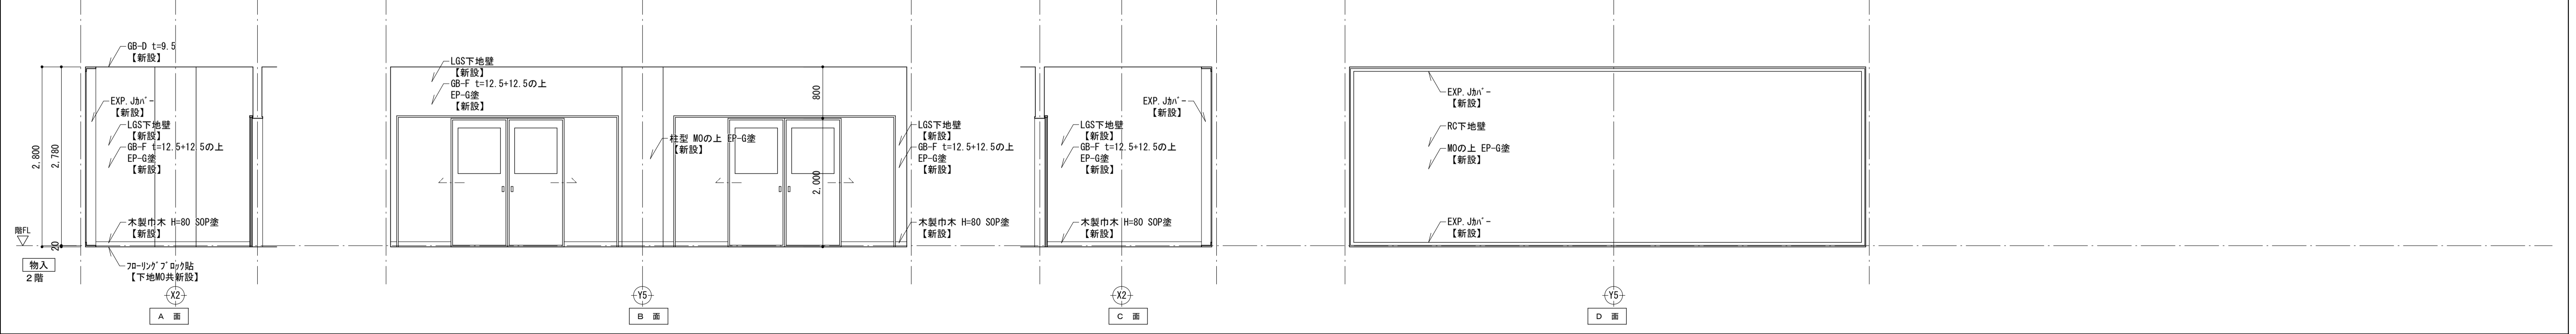 GB-D t=9.5
【新設】
EXP.Jｶﾊﾞｰ
【新設】
LGS下地壁
【新設】
GB-F t=12.5+12.5の上
EP-G塗
【新設】
木製巾木 H=80 SOP塗
【新設】
ﾌﾛｰﾘﾝｸﾞﾌﾞﾛｯｸ貼
【下地MO共新設】
2,800
2,780
20
階FL
物入
２階
X2
A 面
LGS下地壁
【新設】
GB-F t=12.5+12.5の上
EP-G塗
【新設】
柱型 MOの上 EP-G塗
【新設】
800
2,000
LGS下地壁
【新設】
GB-F t=12.5+12.5の上
EP-G塗
【新設】
木製巾木 H=80 SOP塗
【新設】
Y5
B 面
EXP.Jｶﾊﾞｰ
【新設】
LGS下地壁
【新設】
GB-F t=12.5+12.5の上
EP-G塗
【新設】
木製巾木 H=80 SOP塗
【新設】
X2
C 面
EXP.Jｶﾊﾞｰ
【新設】
RC下地壁
MOの上 EP-G塗
【新設】
EXP.Jｶﾊﾞｰ
【新設】
Y5
D 面